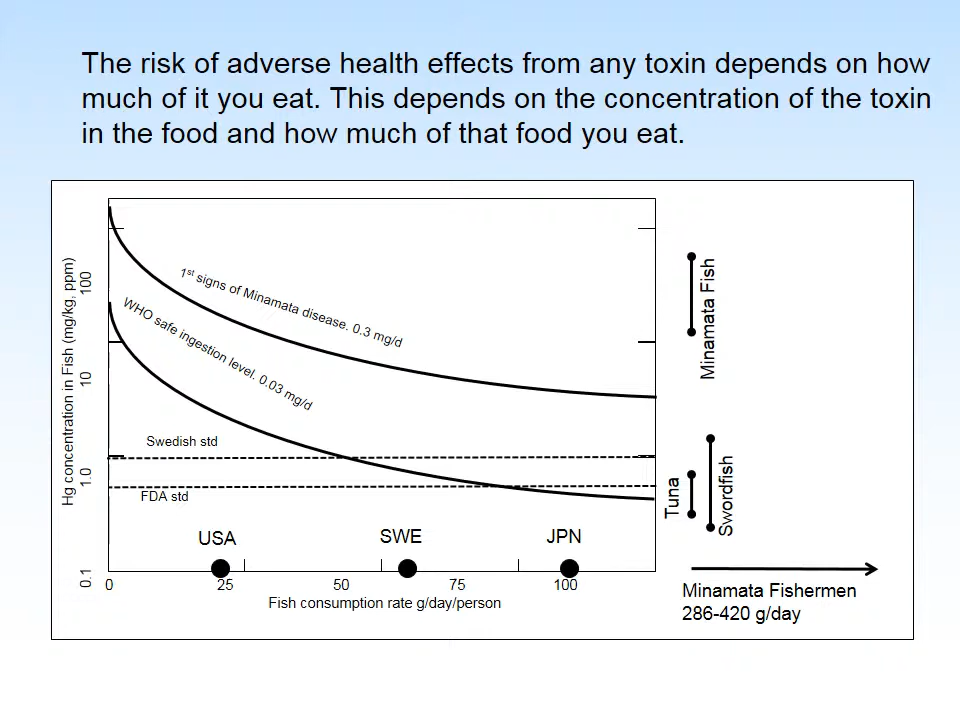 The risk of adverse health effects from any toxin depends on how
much of it you eat. This depends on the concentration of the toxin
in the food and how much of that food you eat.
Hg concentration in Fish (mg/kg, ppm)
100
10
1.0
0.1
1st signs of Minamata disease. 0.3 mg/d
WHO safe ingestion level. 0.03 mg/d
Swedish std
FDA std
USA
SWE
JPN
0 25 50 75 100
Fish consumption rate g/day/person
Minamata Fish
Tuna
Swordfish
Minamata Fishermen
286-420 g/day